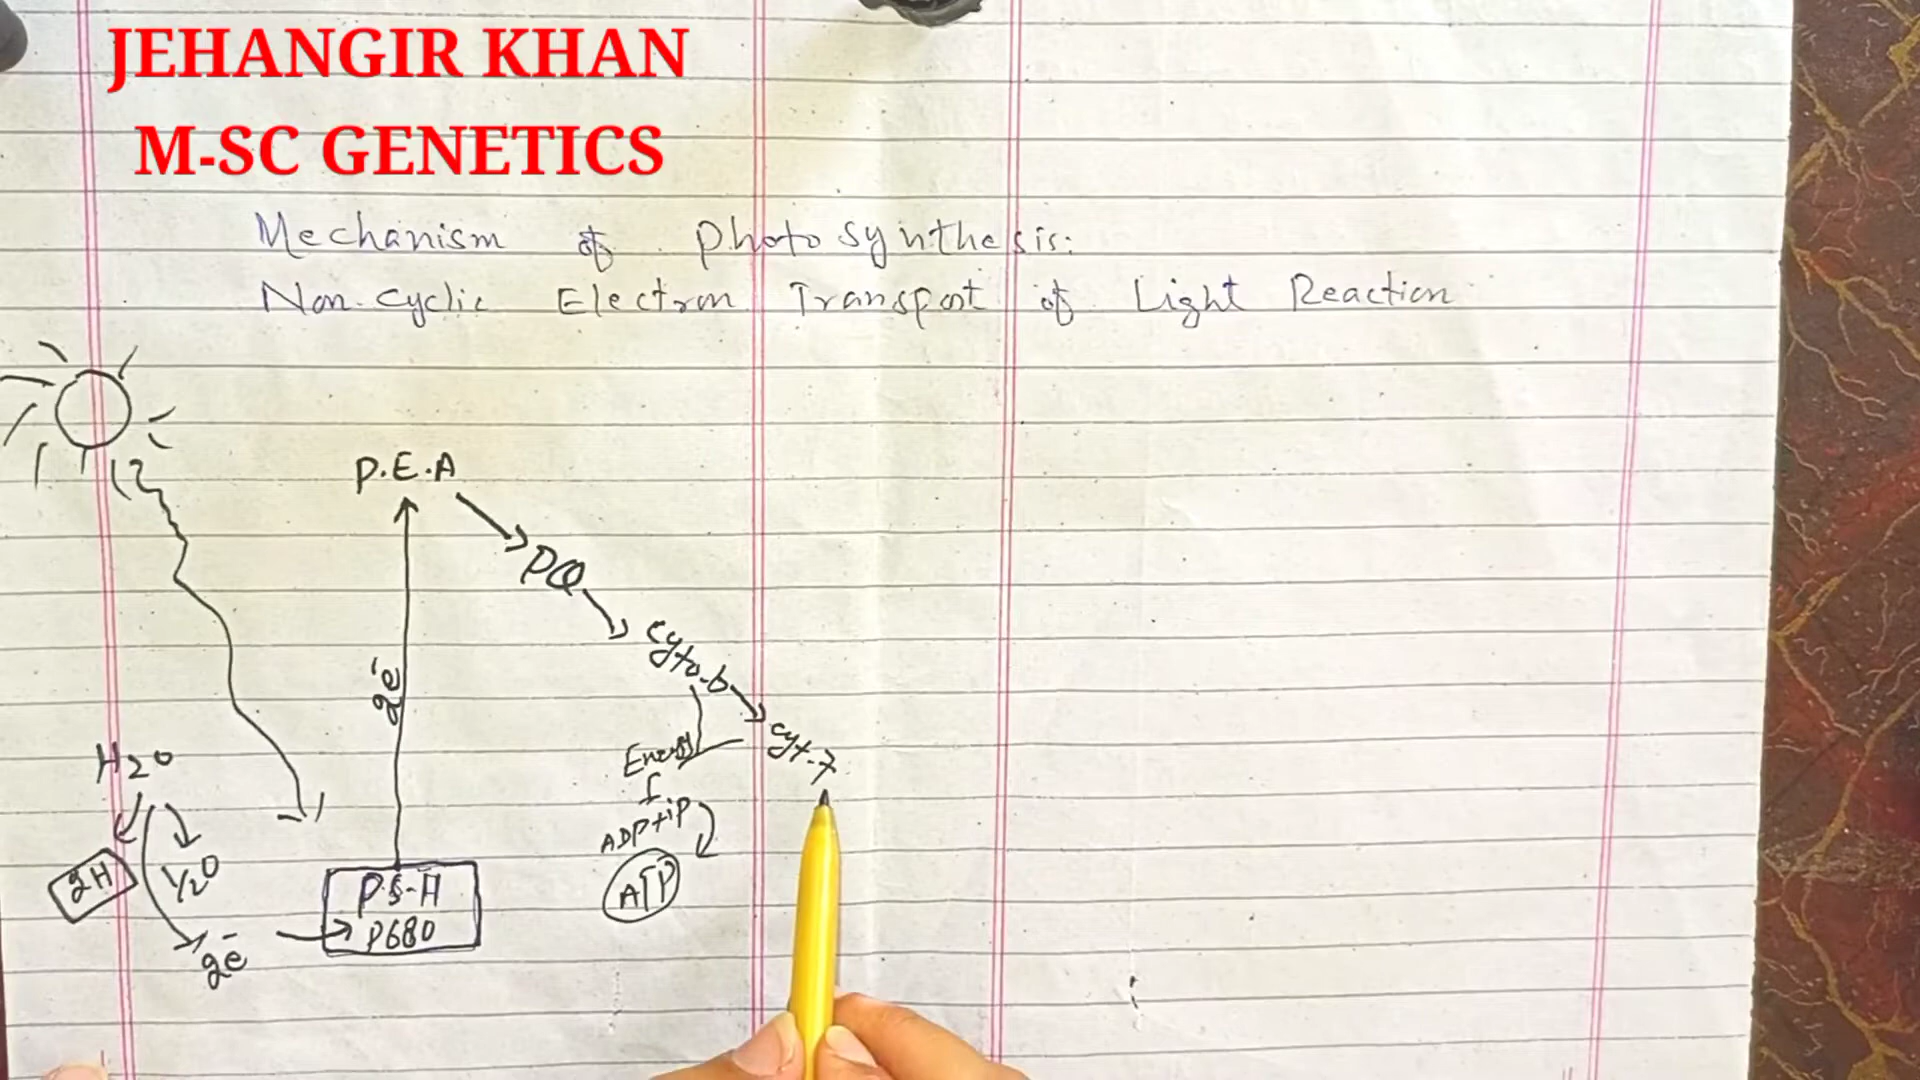 JEHANGIR KHAN
M-SC GENETICS
Mechanism of photosynthesis:
Non-cyclic Electron Transport of Light Reaction
P.E.A
PQ
cyto-b
2e-
cyt-7
Energy
H2O
ADP+iP
ATP
2H
1/2O
P.S-II
P680
2e-